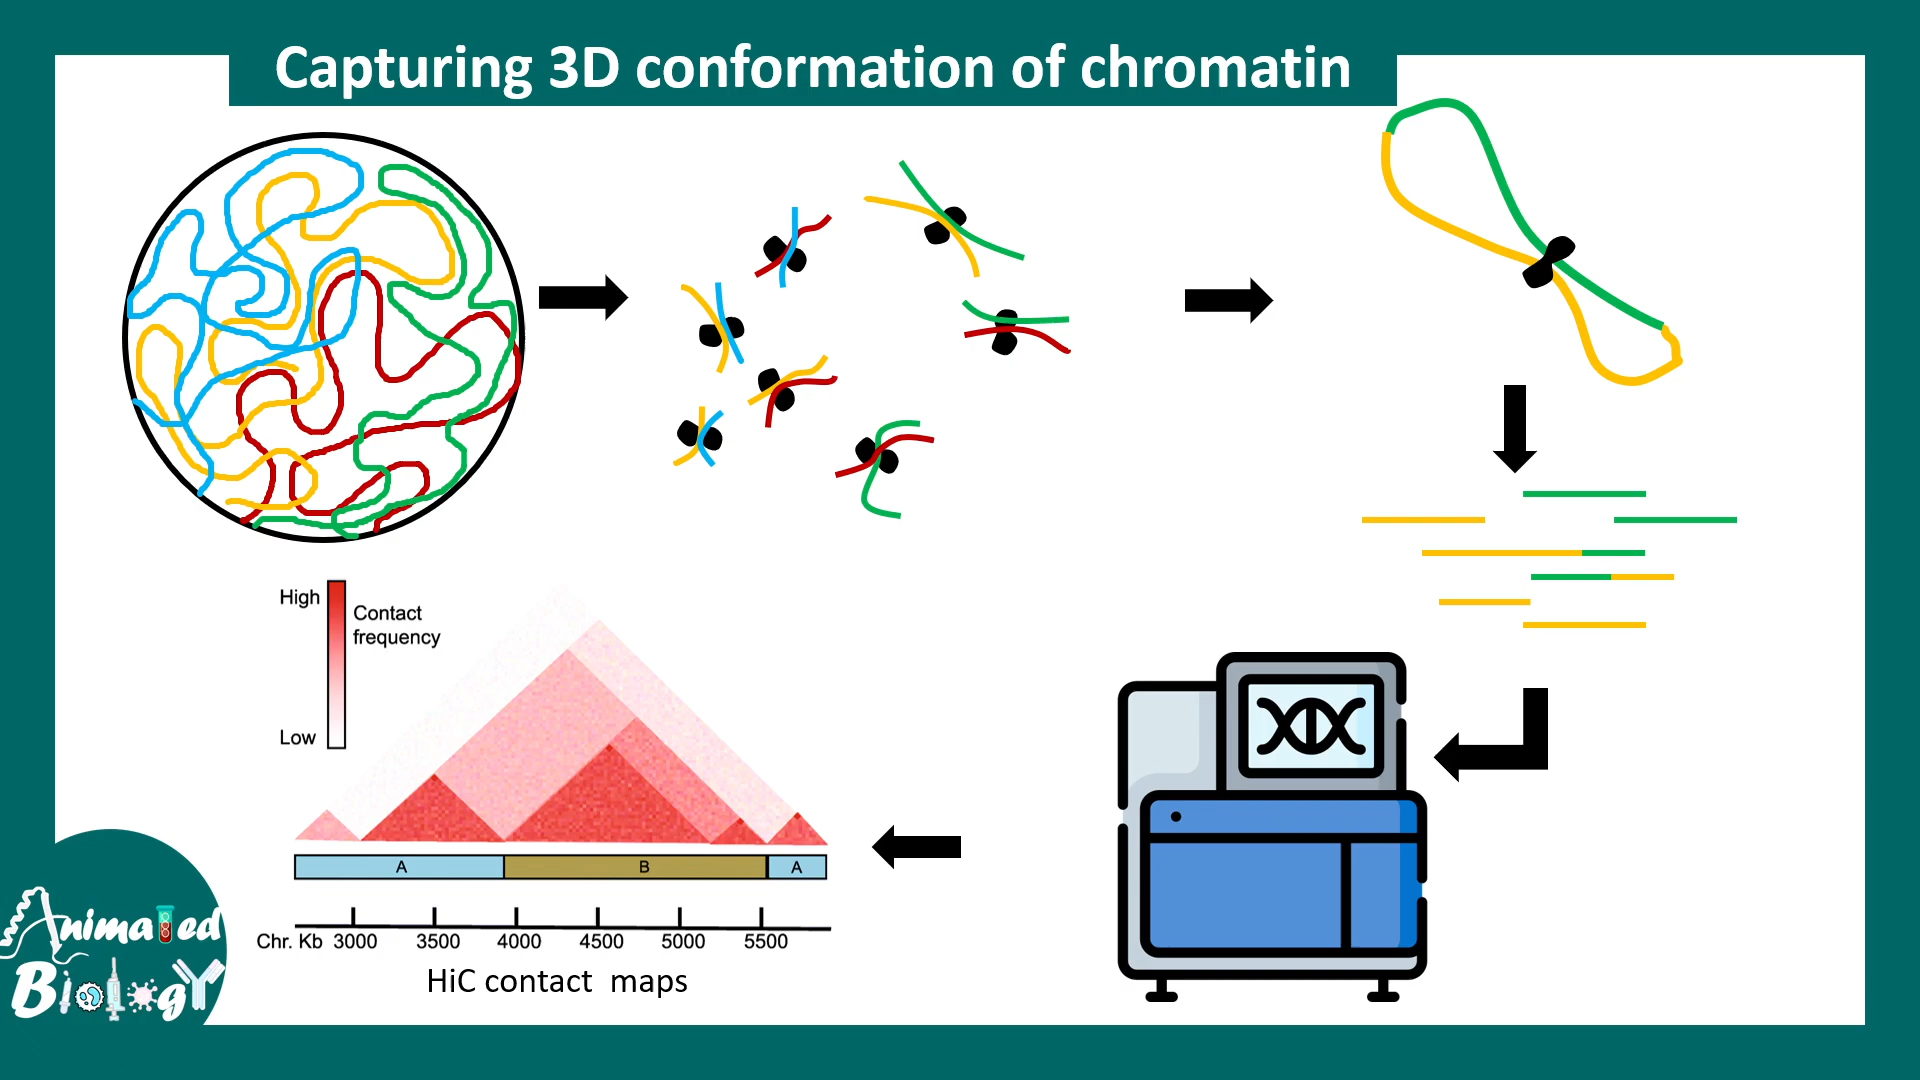 Capturing 3D conformation of chromatin
High
Contact
frequency
Low
A
B
A
Chr. Kb 3000 3500 4000 4500 5000 5500
HiC contact maps
Animated
Biology